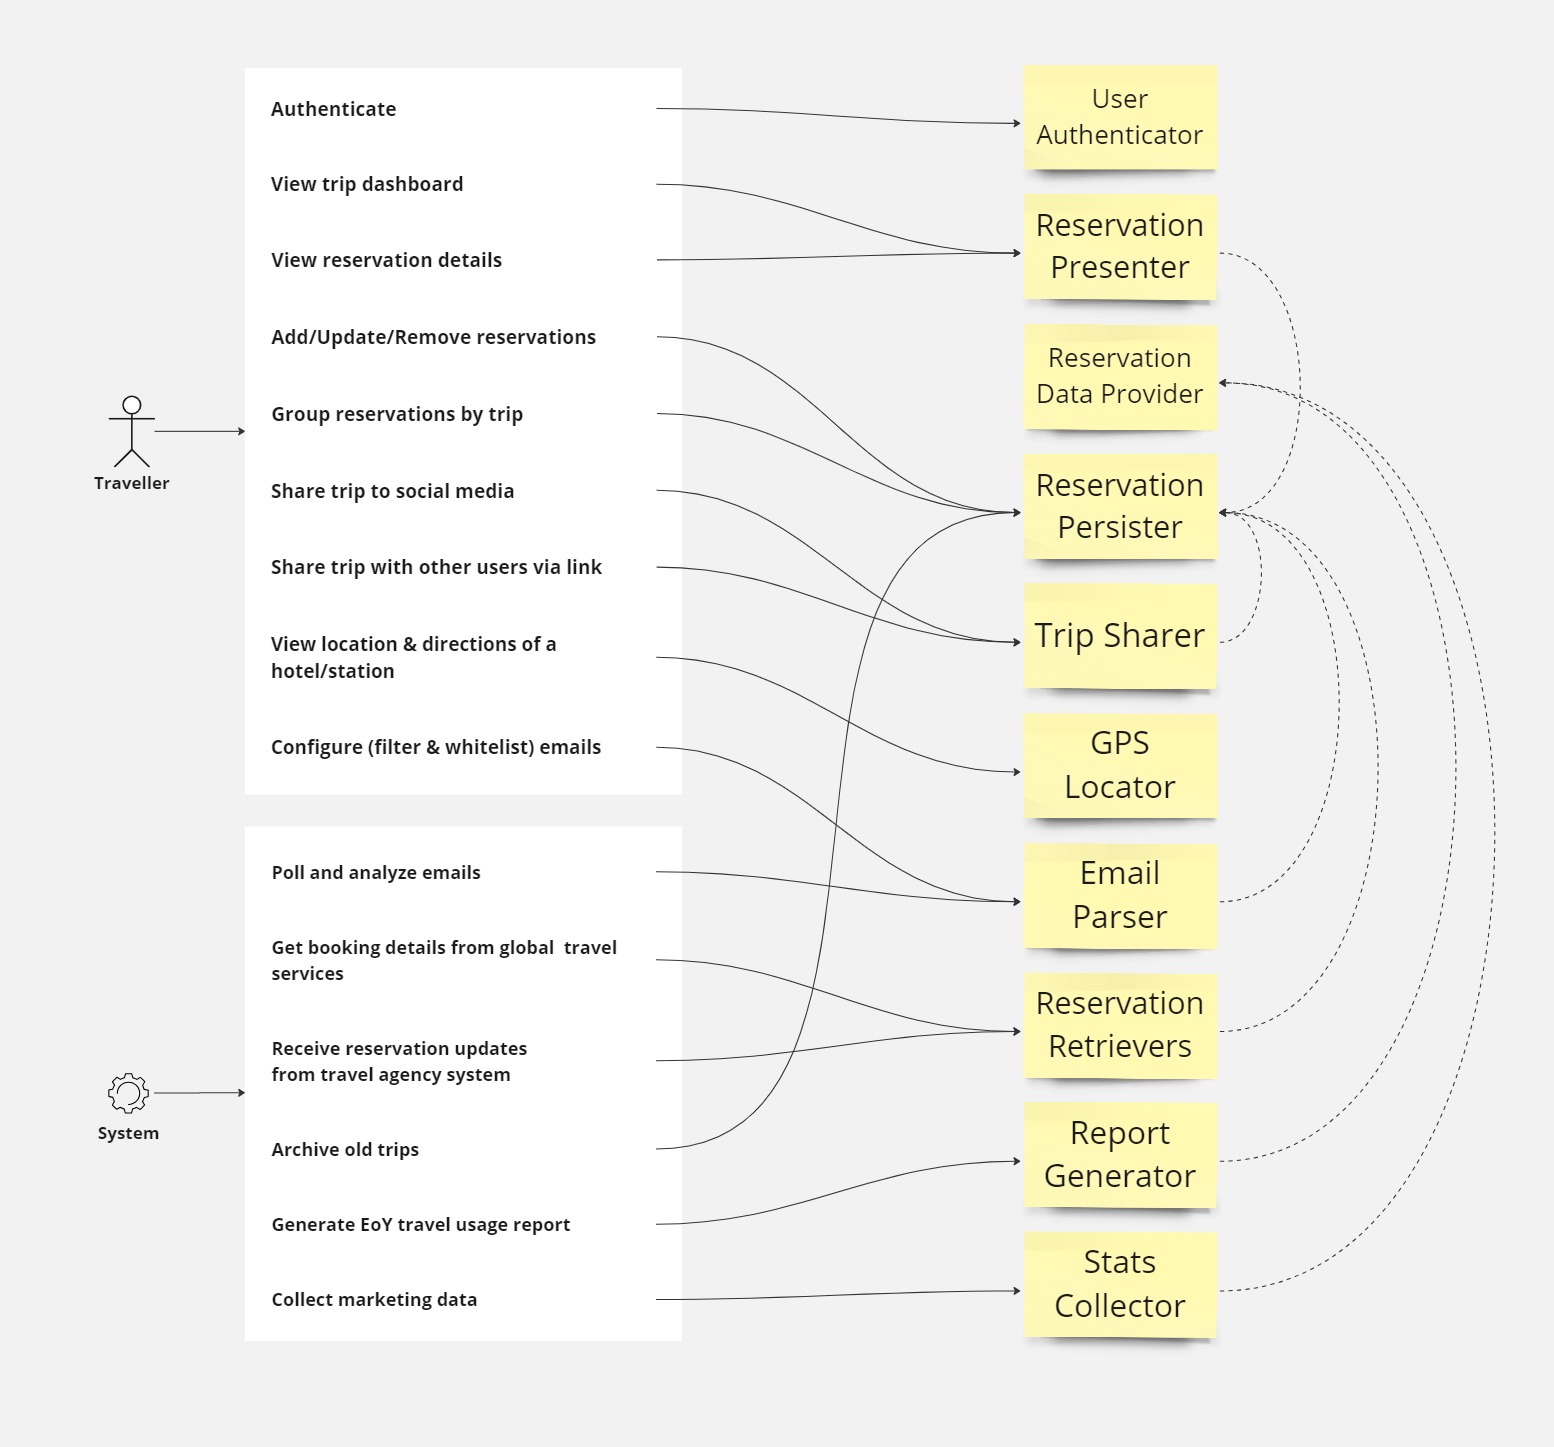 Traveller
Authenticate
View trip dashboard
View reservation details
Add/Update/Remove reservations
Group reservations by trip
Share trip to social media
Share trip with other users via link
View location & directions of a
hotel/station
Configure (filter & whitelist) emails
System
Poll and analyze emails
Get booking details from global  travel
services
Receive reservation updates
from travel agency system
Archive old trips
Generate EoY travel usage report
Collect marketing data
User
Authenticator
Reservation
Presenter
Reservation
Data Provider
Reservation
Persister
Trip Sharer
GPS
Locator
Email
Parser
Reservation
Retrievers
Report
Generator
Stats
Collector